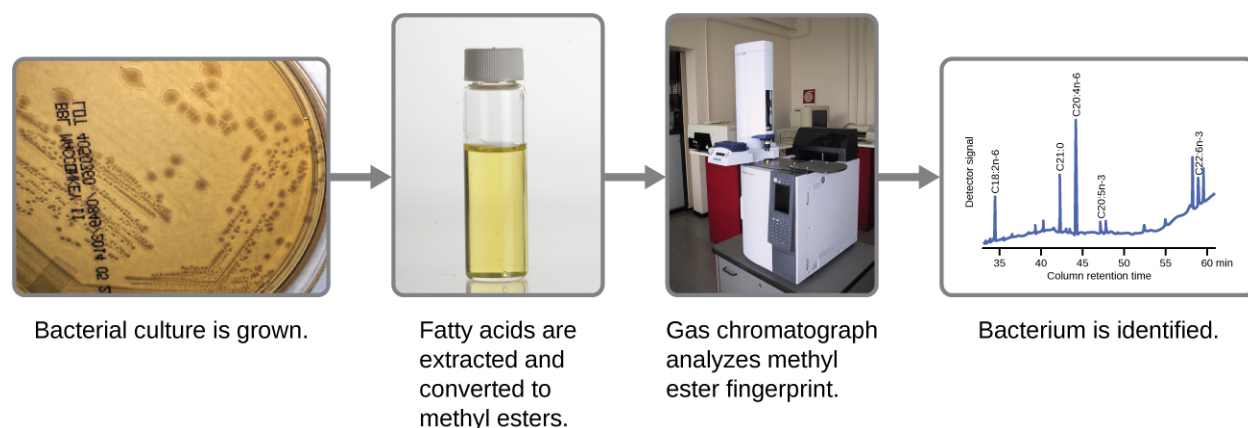 Detector signal
C18:2n-6
C21:0
C20:4n-6
C20:5n-3
C22:6n-3
35 40 45 50 55 60 min
Column retention time
Bacterial culture is grown.
Fatty acids are
extracted and
converted to
methyl esters.
Gas chromatograph
analyzes methyl
ester fingerprint.
Bacterium is identified.